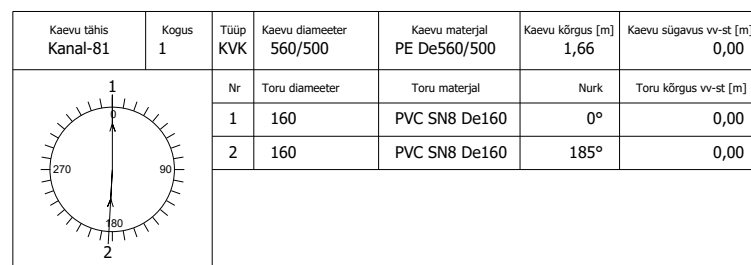 Kaevu tähis Kogus Tüüp Kaevu diameeter Kaevu materjal Kaevu kõrgus [m] Kaevu sügavus vv-st [m]
Kanal-81 1 KVK 560/500 PE De560/500 1,66 0,00
Nr Toru diameeter Toru materjal Nurk Toru kõrgus vv-st [m]
1 160 PVC SN8 De160 0° 0,00
2 160 PVC SN8 De160 185° 0,00
1
0
270 90
180
2